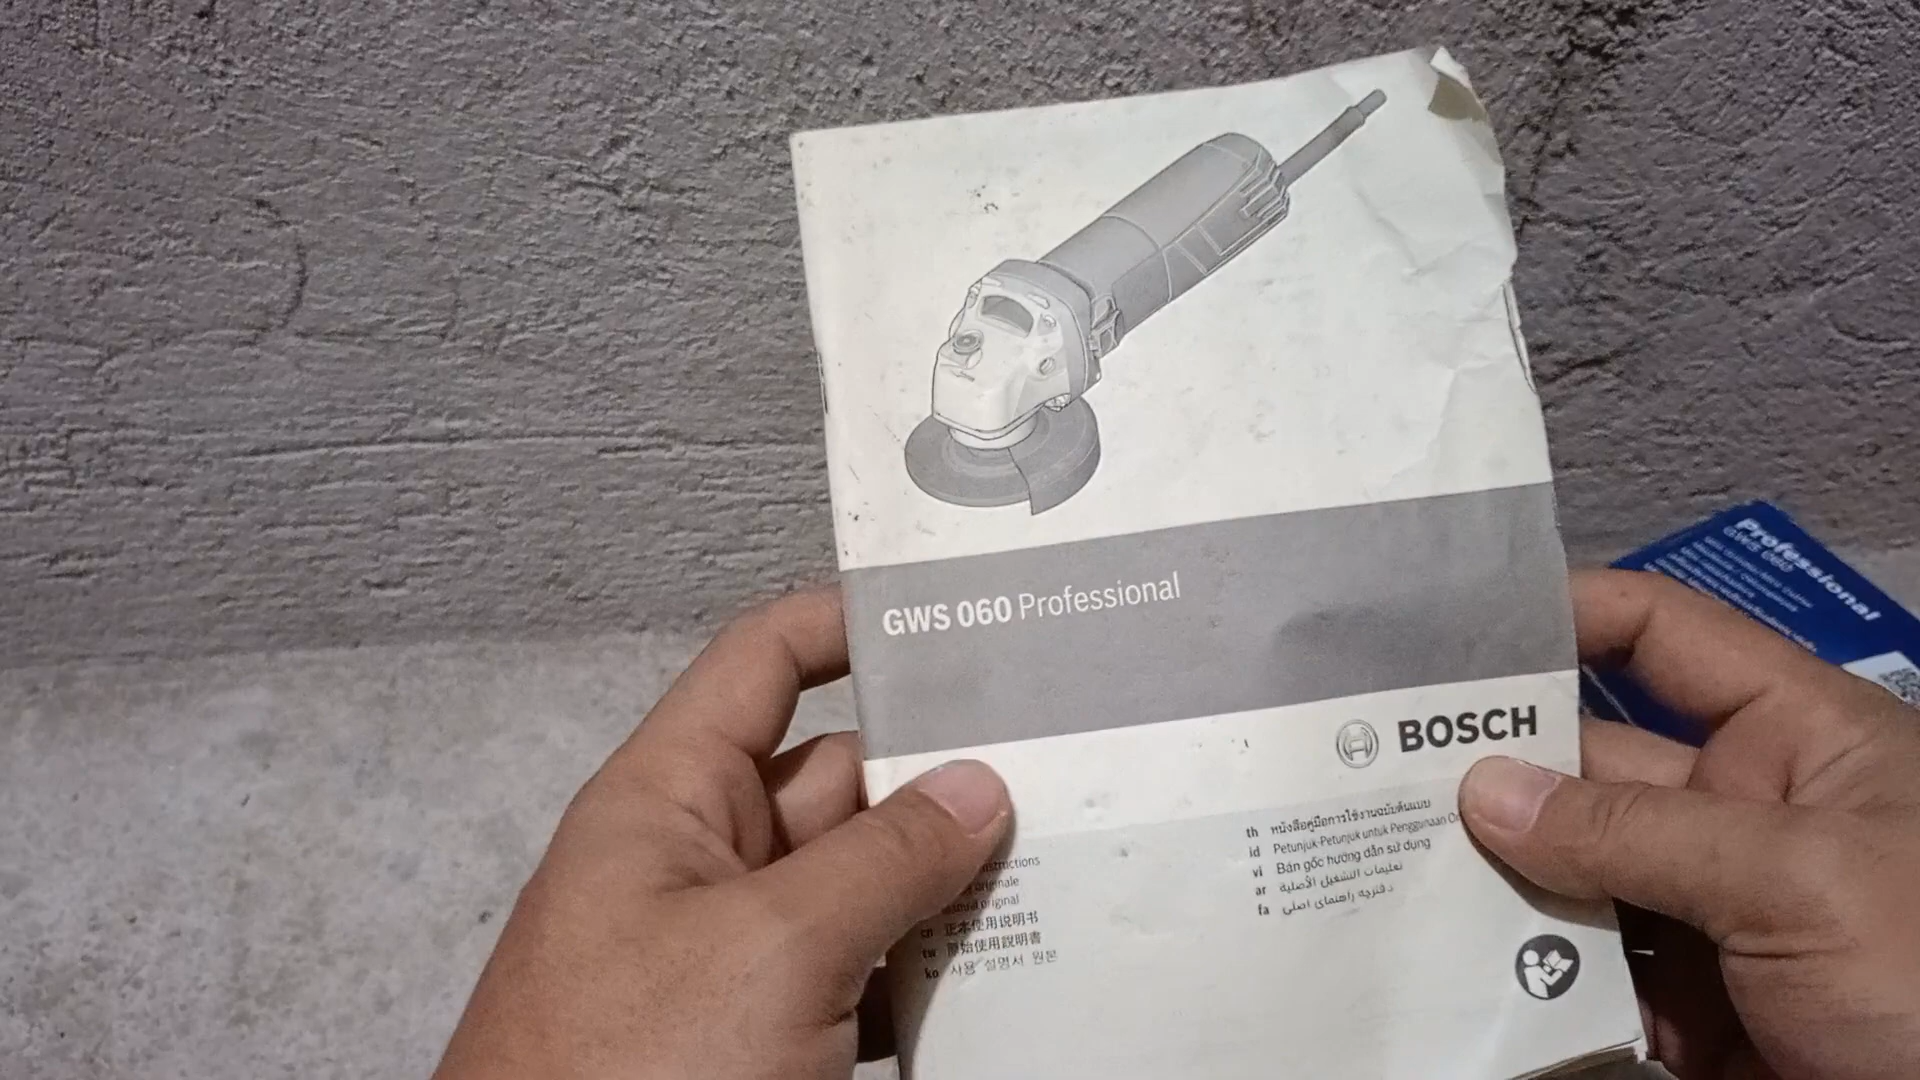 GWS 060 Professional
BOSCH
nstructions
originale
original
cn 正本使用说明书
tw 原始使用說明書
ko 사용 설명서 원본
th หนังสือคู่มือการใช้งานฉบับต้นแบบ
id Petunjuk-Petunjuk untuk Penggunaan
vi Bản gốc hướng dẫn sử dụng
ar تعليمات التشغيل الأصلية
fa دفترچه راهنمای اصلی
Professional
GWS 060